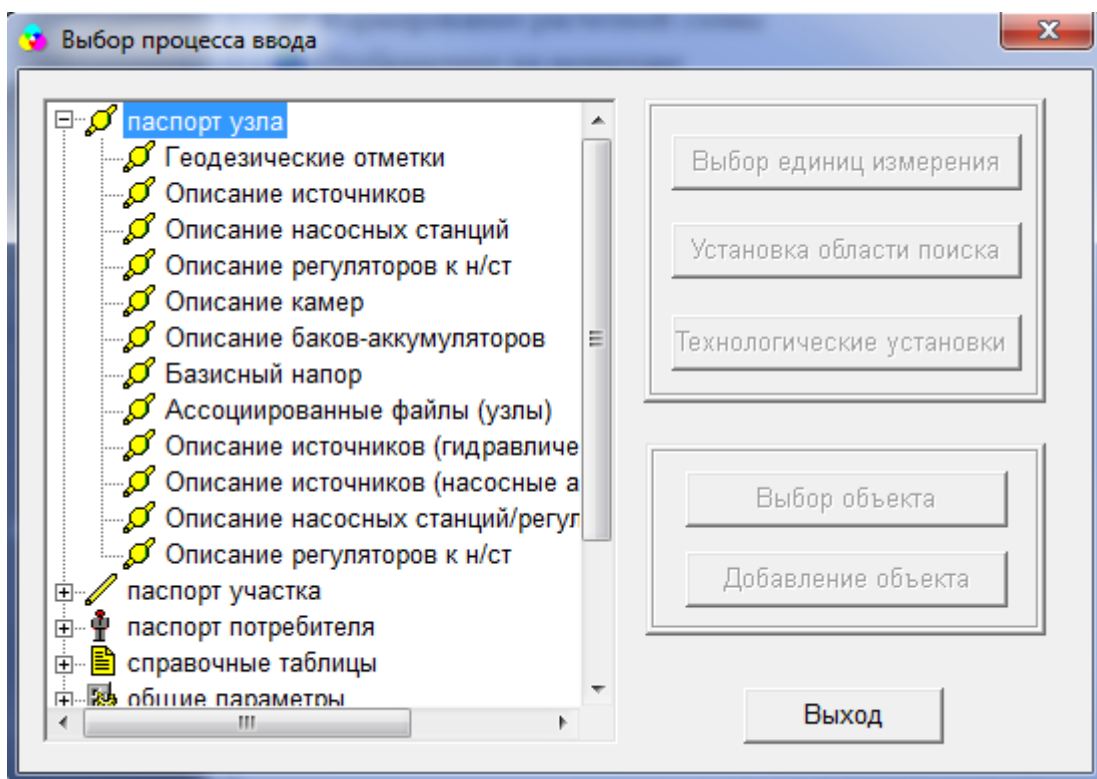 Выбор процесса ввода
паспорт узла
Геодезические отметки
Описание источников
Описание насосных станций
Описание регуляторов к н/ст
Описание камер
Описание баков-аккумуляторов
Базисный напор
Ассоциированные файлы (узлы)
Описание источников (гидравличе
Описание источников (насосные а
Описание насосных станций/регул
Описание регуляторов к н/ст
паспорт участка
паспорт потребителя
справочные таблицы
общие параметры
Выбор единиц измерения
Установка области поиска
Технологические установки
Выбор объекта
Добавление объекта
Выход